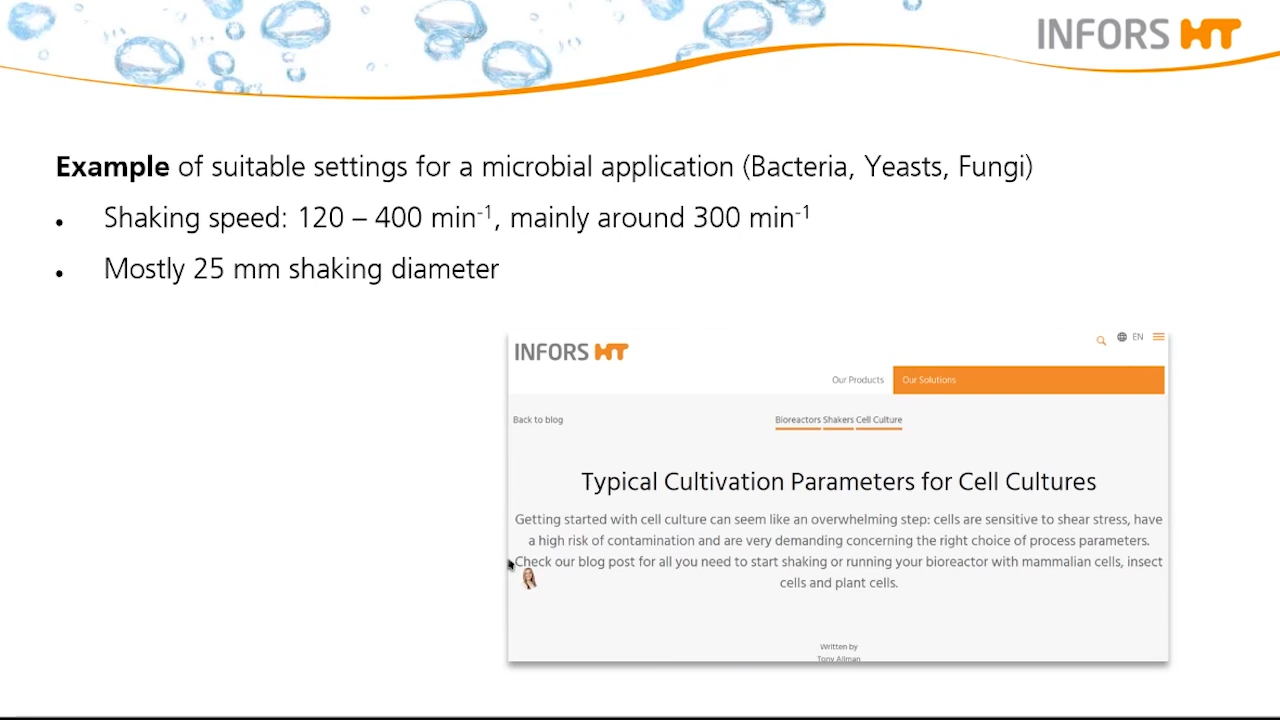 INFORS HT
Example of suitable settings for a microbial application (Bacteria, Yeasts, Fungi)
• Shaking speed: 120 – 400 min⁻¹, mainly around 300 min⁻¹
• Mostly 25 mm shaking diameter
INFORS HT
EN
Our Products Our Solutions
Back to blog Bioreactors Shakers Cell Culture
Typical Cultivation Parameters for Cell Cultures
Getting started with cell culture can seem like an overwhelming step: cells are sensitive to shear stress, have
a high risk of contamination and are very demanding concerning the right choice of process parameters.
Check our blog post for all you need to start shaking or running your bioreactor with mammalian cells, insect
cells and plant cells.
Written by
Tony Allman